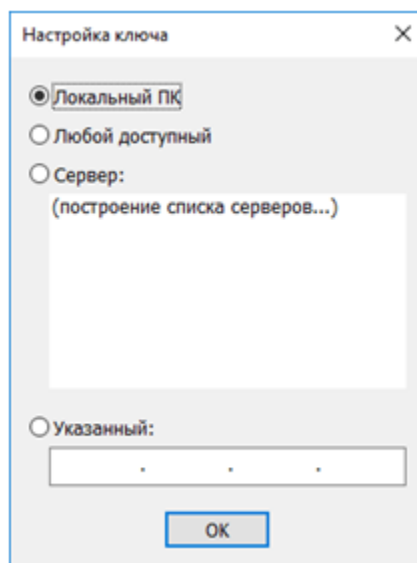 Настройка ключа
Локальный ПК
Любой доступный
Сервер:
(построение списка серверов...)
Указанный:
. . .
OK